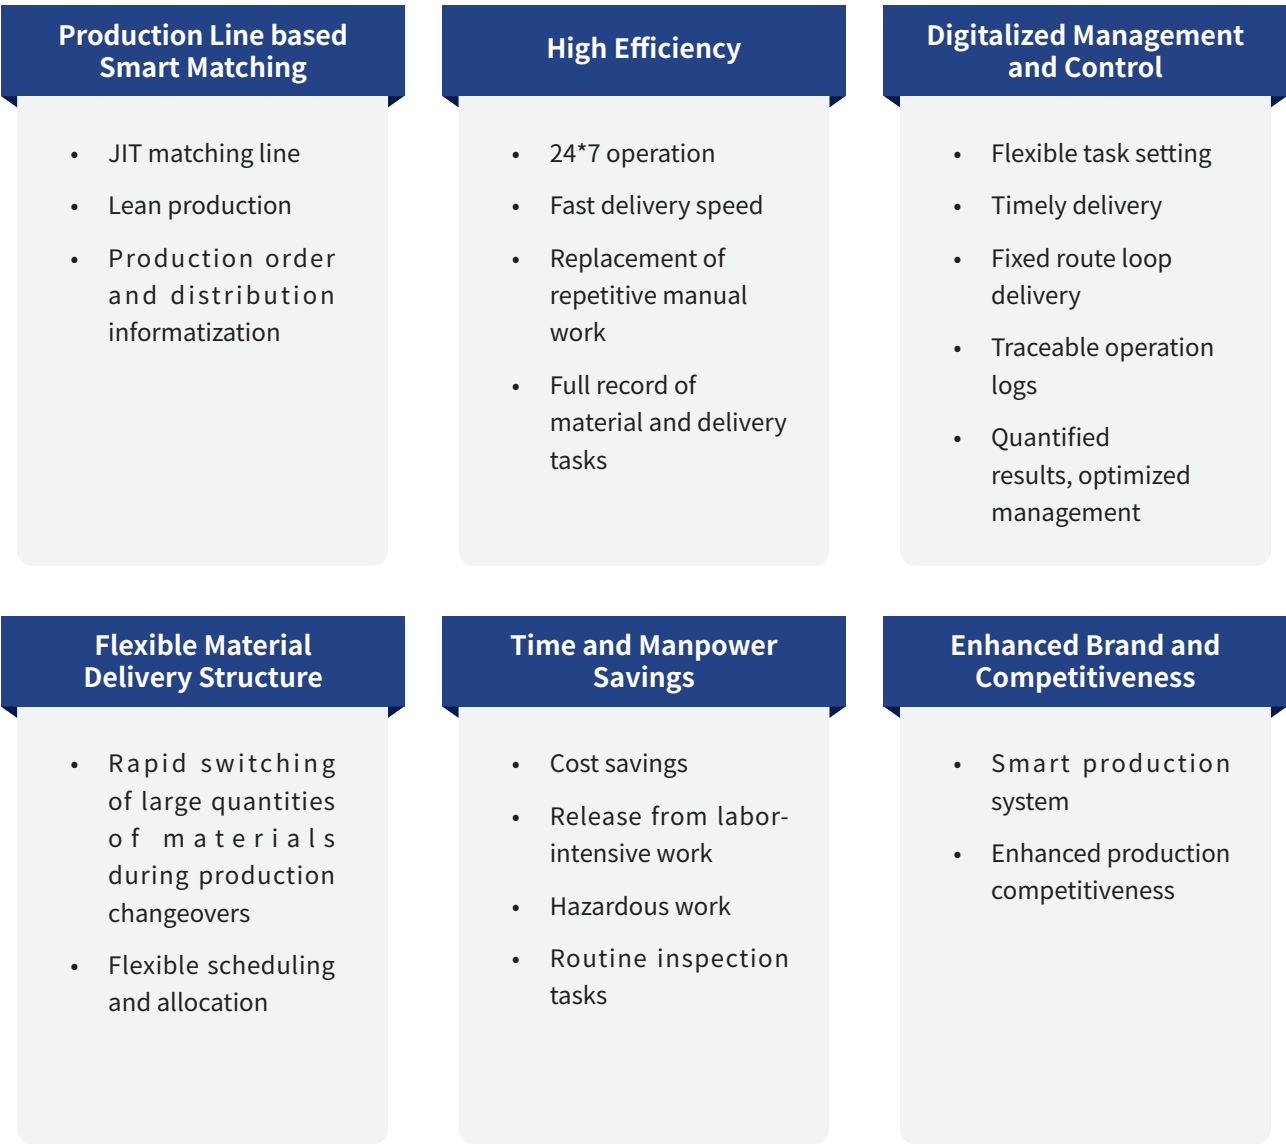 Production Line based
Smart Matching
• JIT matching line
• Lean production
• Production order
and distribution
informatization
High Efficiency
• 24*7 operation
• Fast delivery speed
• Replacement of
repetitive manual
work
• Full record of
material and delivery
tasks
Digitalized Management
and Control
• Flexible task setting
• Timely delivery
• Fixed route loop
delivery
• Traceable operation
logs
• Quantified
results, optimized
management
Flexible Material
Delivery Structure
• Rapid switching
of large quantities
of materials
during production
changeovers
• Flexible scheduling
and allocation
Time and Manpower
Savings
• Cost savings
• Release from labor-
intensive work
• Hazardous work
• Routine inspection
tasks
Enhanced Brand and
Competitiveness
• Smart production
system
• Enhanced production
competitiveness